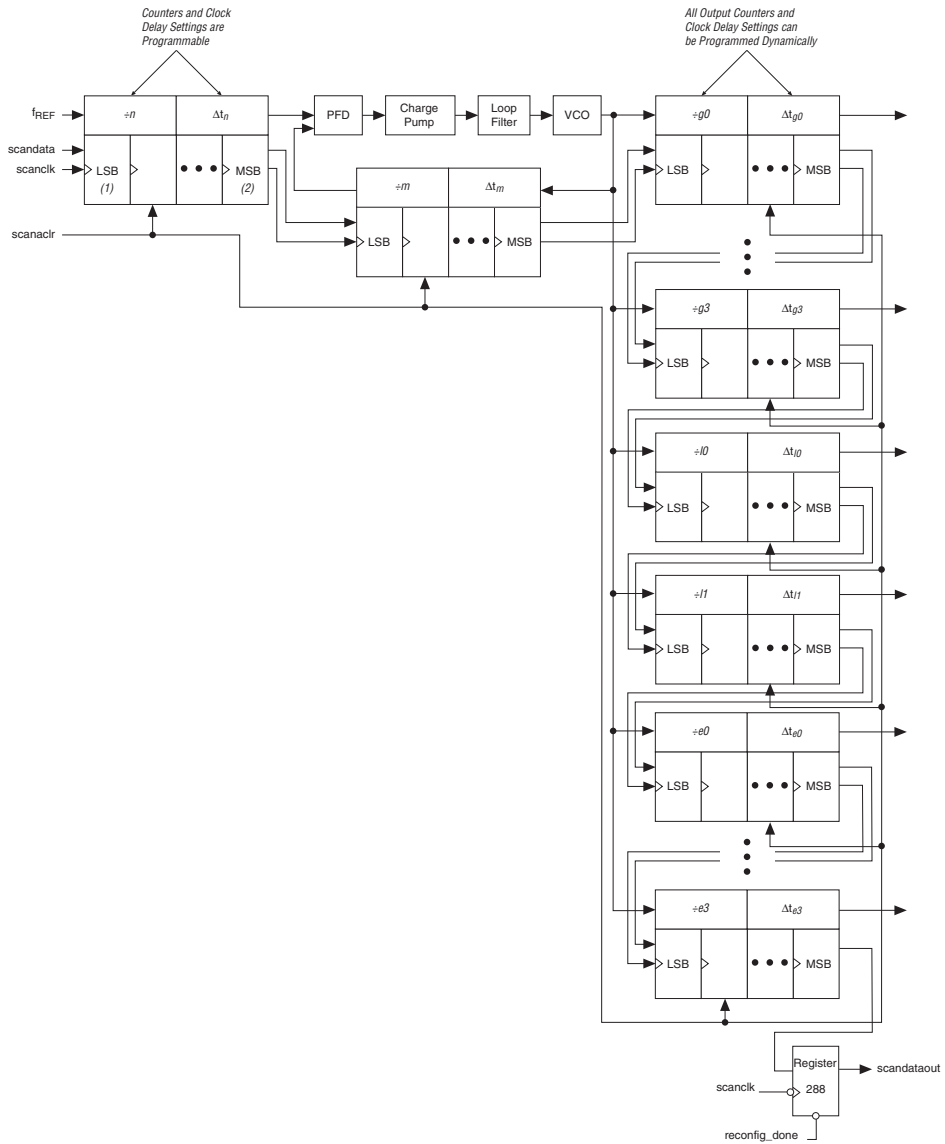 Counters and Clock
Delay Settings are
Programmable
All Output Counters and
Clock Delay Settings can
be Programmed Dynamically
fREF
÷n
Δtn
PFD
Charge
Pump
Loop
Filter
VCO
÷g0
Δtg0
scandata
scanclk
LSB
(1)
MSB
(2)
LSB
MSB
÷m
Δtm
scanaclr
LSB
MSB
÷g3
Δtg3
LSB
MSB
÷l0
Δtl0
LSB
MSB
÷l1
Δtl1
LSB
MSB
÷e0
Δte0
LSB
MSB
÷e3
Δte3
LSB
MSB
Register
288
scandataout
scanclk
reconfig_done